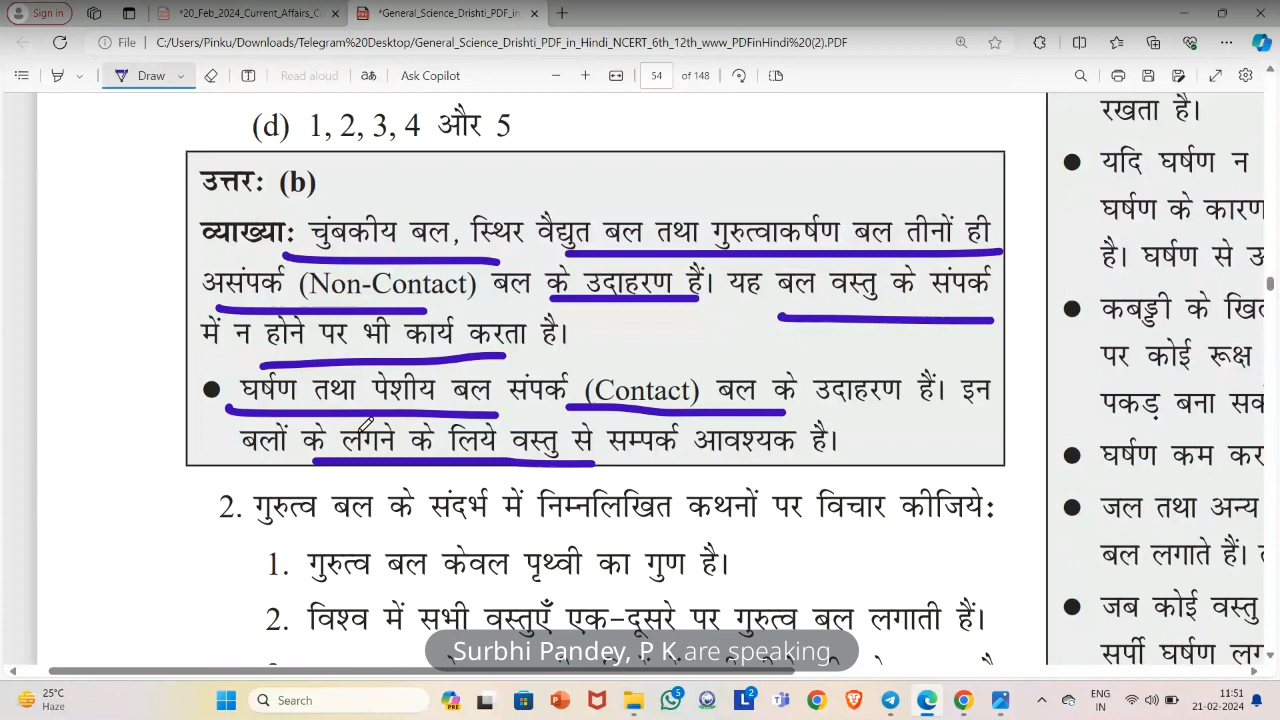 Sign in
*20_Feb_2024_Current_Affairs_C
*General_Science_Drishti_PDF_in_
File
C:/Users/Pinku/Downloads/Telegram%20Desktop/General_Science_Drishti_PDF_in_Hindi_NCERT_6th_12th_www_PDFinHindi%20(2).PDF
Draw
Read aloud
aあ
Ask Copilot
54 of 148
(d) 1, 2, 3, 4 और 5
उत्तर: (b)
व्याख्या: चुंबकीय बल, स्थिर वैद्युत बल तथा गुरुत्वाकर्षण बल तीनों ही
असंपर्क (Non-Contact) बल के उदाहरण हैं। यह बल वस्तु के संपर्क
में न होने पर भी कार्य करता है।
● घर्षण तथा पेशीय बल संपर्क (Contact) बल के उदाहरण हैं। इन
बलों के लगने के लिये वस्तु से सम्पर्क आवश्यक है।
2. गुरुत्व बल के संदर्भ में निम्नलिखित कथनों पर विचार कीजिये:
1. गुरुत्व बल केवल पृथ्वी का गुण है।
2. विश्व में सभी वस्तुएँ एक-दूसरे पर गुरुत्व बल लगाती हैं।
रखता है।
● यदि घर्षण न
घर्षण के कारण
है। घर्षण से
● कबड्डी के
पर कोई रूक्ष
पकड़ बना
● घर्षण कम
● जल तथा अन्य
बल लगाते हैं।
● जब कोई वस्तु
सर्पी घर्षण
Surbhi Pandey, P K are speaking
25°C
Haze
Search
PRE
5
2
ENG
IN
11:51
21-02-2024